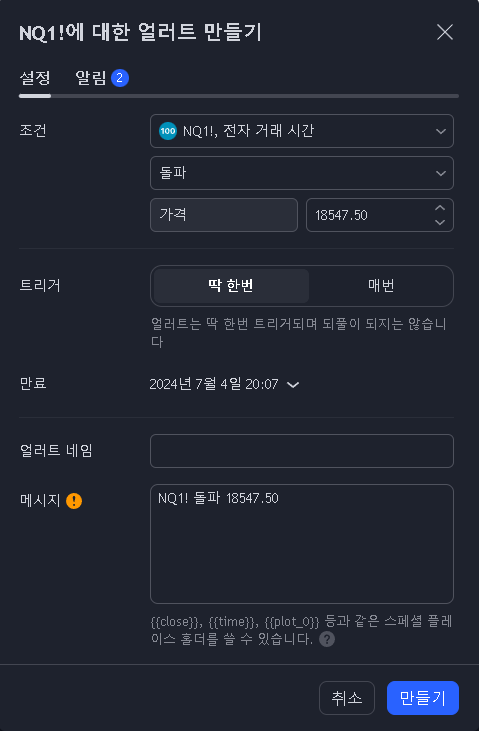 NQ1!에 대한 얼러트 만들기
설정 알림 2
조건 100 NQ1!, 전자 거래 시간
돌파
가격 18547.50
트리거 딱 한번 매번
얼러트는 딱 한번 트리거되며 되풀이 되지는 않습니
다
만료 2024년 7월 4일 20:07
얼러트 네임
메시지
NQ1! 돌파 18547.50
{{close}}, {{time}}, {{plot_0}} 등과 같은 스페셜 플레
이스 홀더를 쓸 수 있습니다. ?
취소 만들기